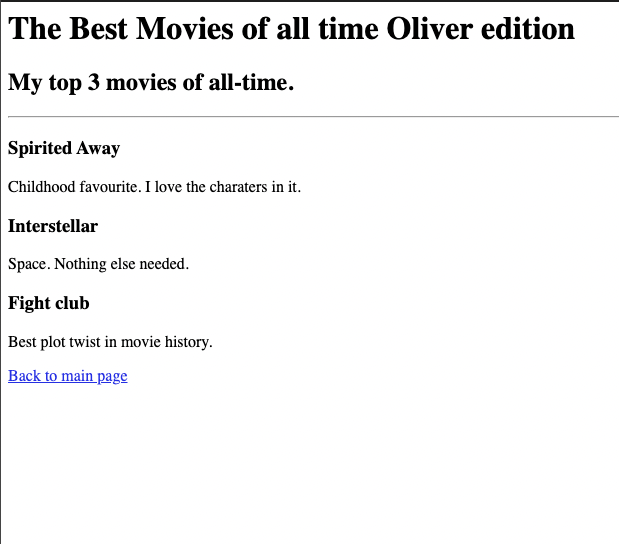 The Best Movies of all time Oliver edition
My top 3 movies of all-time.
Spirited Away
Childhood favourite. I love the charaters in it.
Interstellar
Space. Nothing else needed.
Fight club
Best plot twist in movie history.
Back to main page